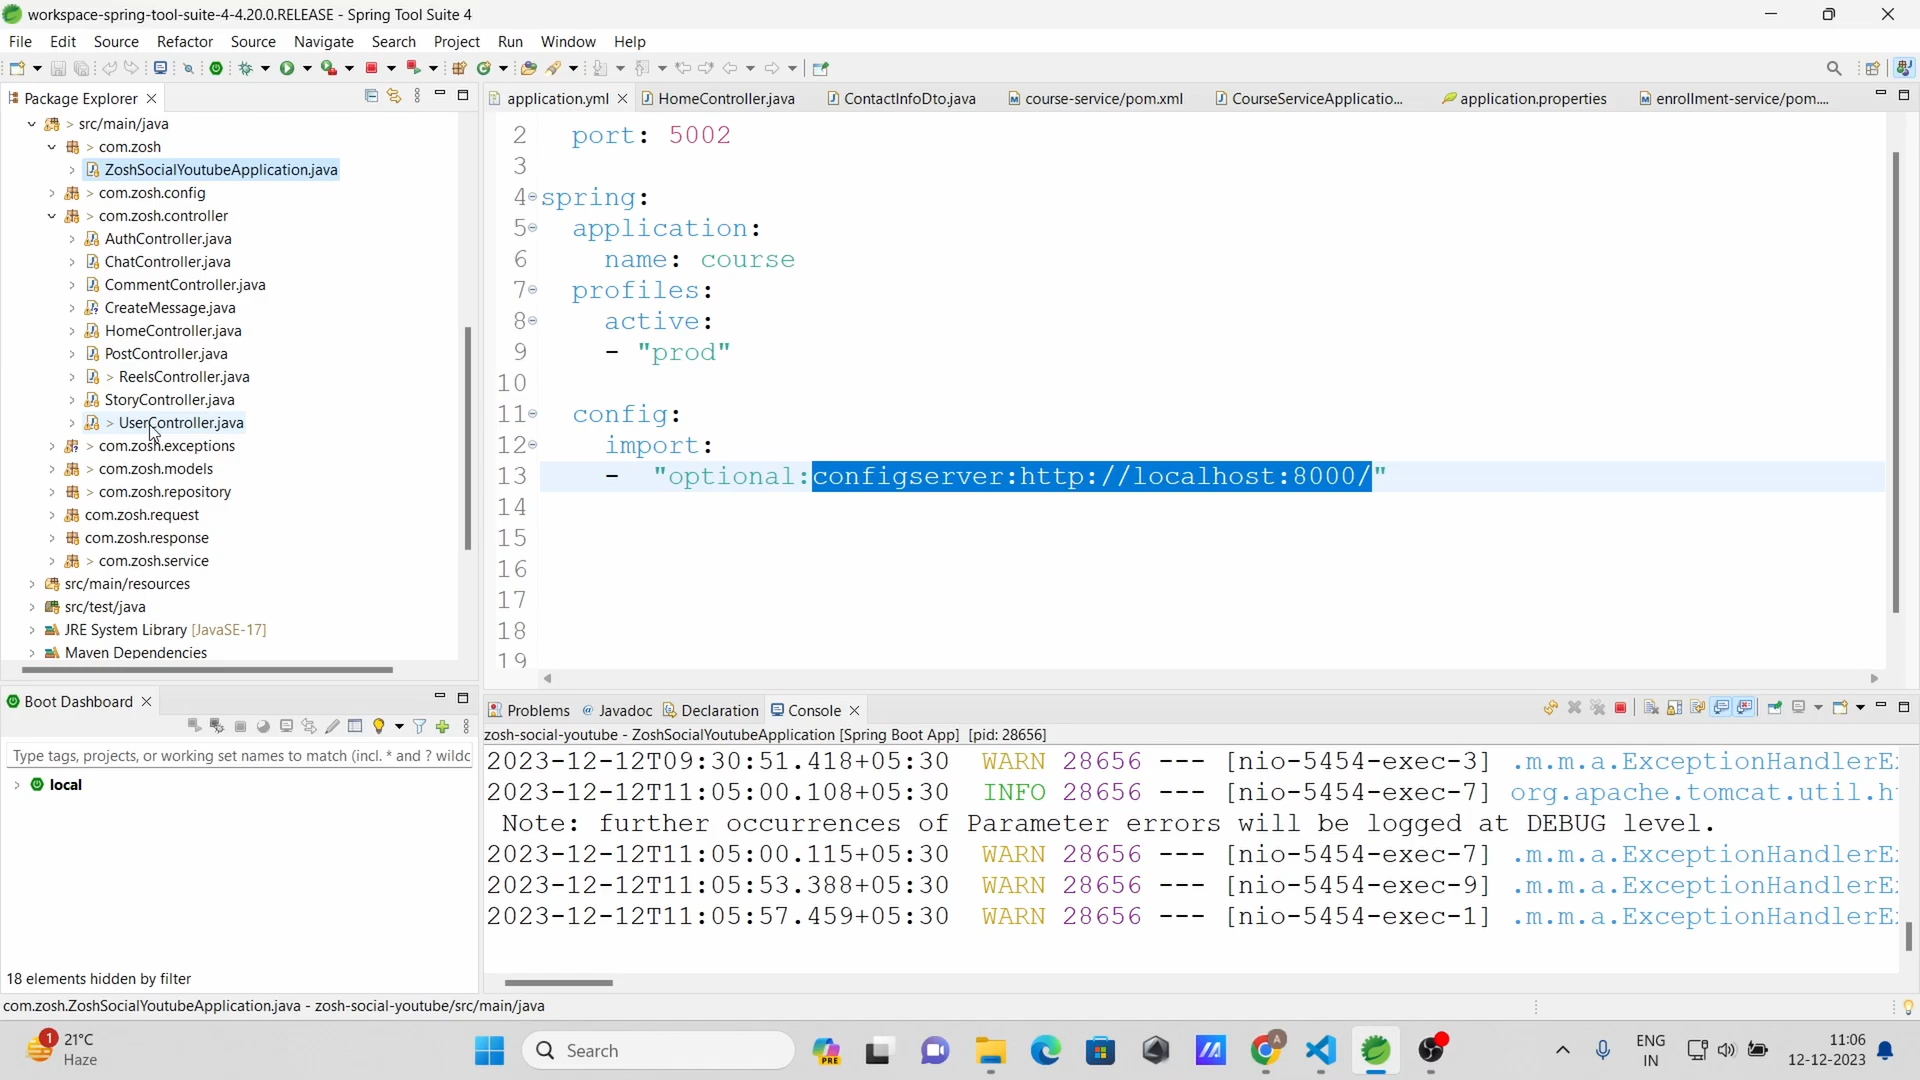 workspace-spring-tool-suite-4-4.20.0.RELEASE - Spring Tool Suite 4
File Edit Source Refactor Source Navigate Search Project Run Window Help
Package Explorer
> src/main/java
> com.zosh
ZoshSocialYoutubeApplication.java
> com.zosh.config
> com.zosh.controller
AuthController.java
ChatController.java
CommentController.java
CreateMessage.java
HomeController.java
PostController.java
> ReelsController.java
StoryController.java
> UserController.java
> com.zosh.exceptions
> com.zosh.models
> com.zosh.repository
com.zosh.request
com.zosh.response
> com.zosh.service
src/main/resources
src/test/java
JRE System Library [JavaSE-17]
Maven Dependencies
application.yml HomeController.java ContactInfoDto.java course-service/pom.xml CourseServiceApplicatio... application.properties enrollment-service/pom....
2 port: 5002
3
4 spring:
5 application:
6 name: course
7 profiles:
8 active:
9 - "prod"
10
11 config:
12 import:
13 - "optional:configserver:http://localhost:8000/"
14
15
16
17
18
19
Boot Dashboard
Type tags, projects, or working set names to match (incl. * and ? wildc
local
18 elements hidden by filter
Problems Javadoc Declaration Console
zosh-social-youtube - ZoshSocialYoutubeApplication [Spring Boot App] [pid: 28656]
2023-12-12T09:30:51.418+05:30 WARN 28656 --- [nio-5454-exec-3] .m.m.a.ExceptionHandlerE
2023-12-12T11:05:00.108+05:30 INFO 28656 --- [nio-5454-exec-7] org.apache.tomcat.util.h
Note: further occurrences of Parameter errors will be logged at DEBUG level.
2023-12-12T11:05:00.115+05:30 WARN 28656 --- [nio-5454-exec-7] .m.m.a.ExceptionHandlerE
2023-12-12T11:05:53.388+05:30 WARN 28656 --- [nio-5454-exec-9] .m.m.a.ExceptionHandlerE
2023-12-12T11:05:57.459+05:30 WARN 28656 --- [nio-5454-exec-1] .m.m.a.ExceptionHandlerE
com.zosh.ZoshSocialYoutubeApplication.java - zosh-social-youtube/src/main/java
1
21°C
Haze
Search
PRE
A
ENG
IN
11:06
12-12-2023